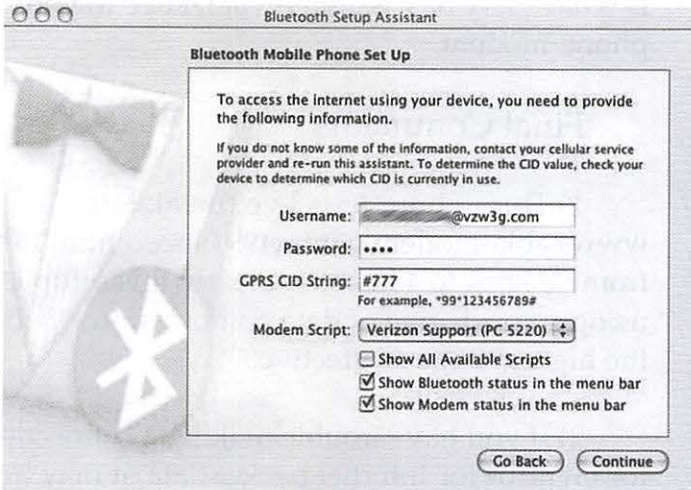 Bluetooth Setup Assistant
Bluetooth Mobile Phone Set Up
To access the Internet using your device, you need to provide
the following information.
If you do not know some of the information, contact your cellular service
provider and re-run this assistant. To determine the CID value, check your
device to determine which CID is currently in use.
Username: @vzw3g.com
Password: ••••
GPRS CID String: #777
For example, *99*123456789#
Modem Script: Verizon Support (PC 5220)
Show All Available Scripts
Show Bluetooth status in the menu bar
Show Modem status in the menu bar
Go Back Continue